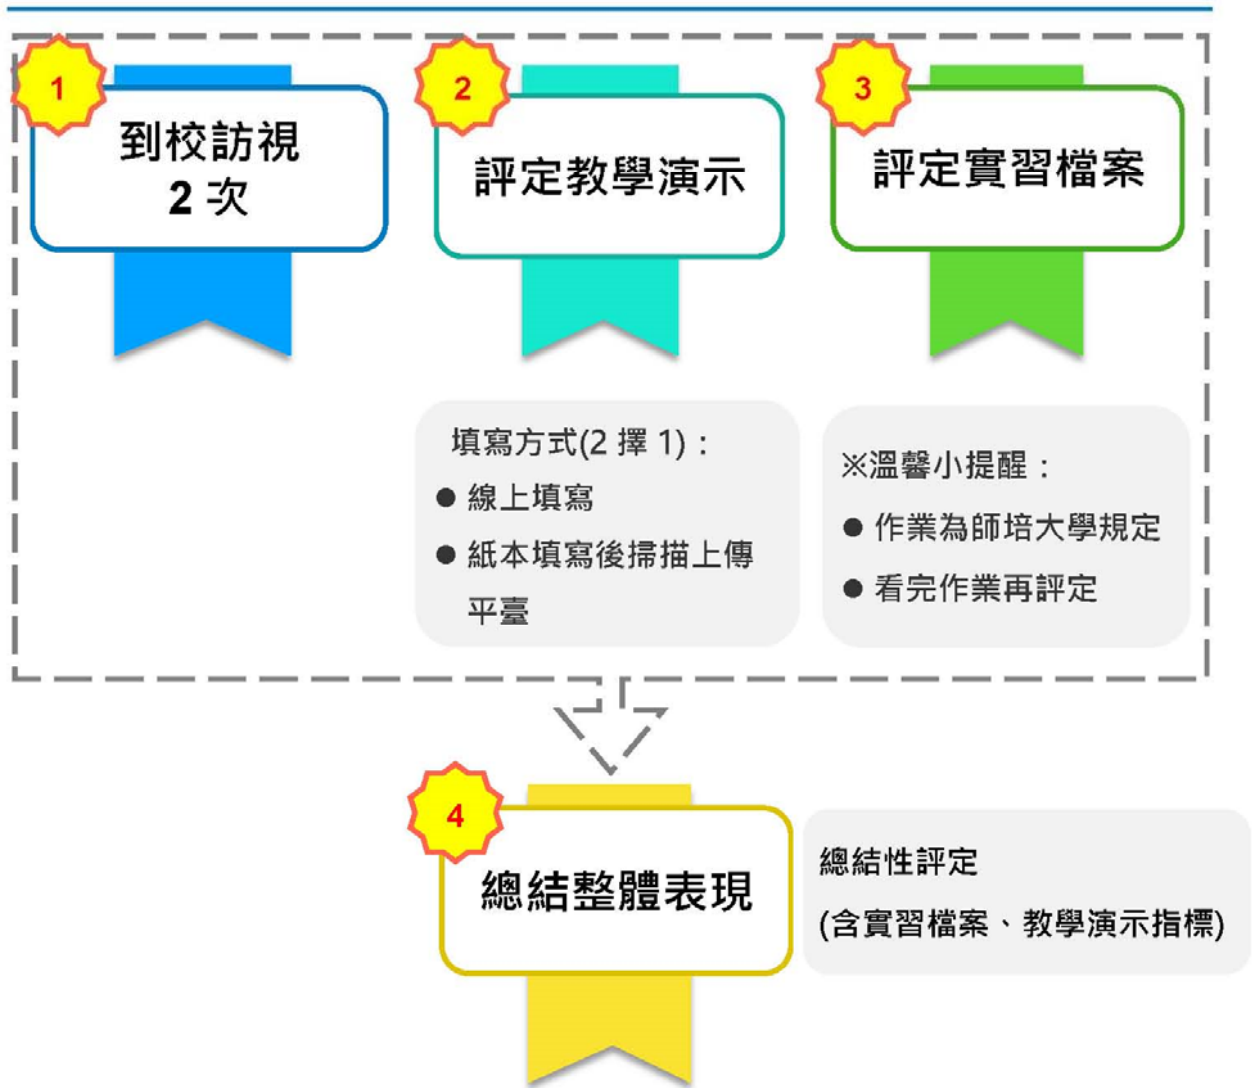 1
到校訪視
2 次
2
評定教學演示
3
評定實習檔案
填寫方式(2 擇 1)：
● 線上填寫
● 紙本填寫後掃描上傳
平臺
※溫馨小提醒：
● 作業為師培大學規定
● 看完作業再評定
4
總結整體表現
總結性評定
(含實習檔案、教學演示指標)